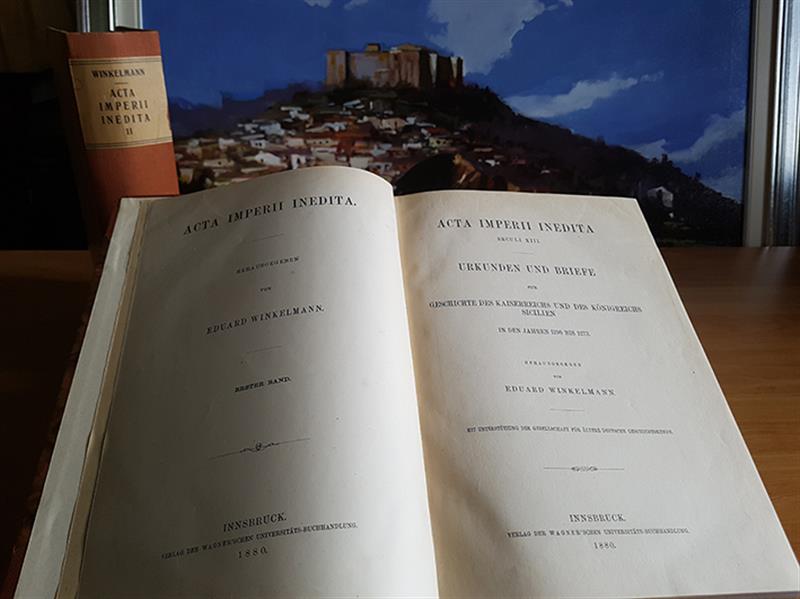 WINKELMANN
ACTA
IMPERII
INEDITA
II
ACTA IMPERII INEDITA.
HERAUSGEGEBEN
VON
EDUARD WINKELMANN.
ERSTER BAND.
INNSBRUCK.
VERLAG DER WAGNER'SCHEN UNIVERSITÄTS-BUCHHANDLUNG.
1880.
ACTA IMPERII INEDITA
SECULI XIII.
URKUNDEN UND BRIEFE
ZUR
GESCHICHTE DES KAISERREICHS UND DES KÖNIGREICHS
SICILIEN
IN DEN JAHREN 1198 BIS 1273.
HERAUSGEGEBEN
VON
EDUARD WINKELMANN.
MIT UNTERSTÜTZUNG DER GESELLSCHAFT FÜR ÄLTERE DEUTSCHE GESCHICHTSKUNDE.
INNSBRUCK.
VERLAG DER WAGNER'SCHEN UNIVERSITÄTS-BUCHHANDLUNG.
1880.